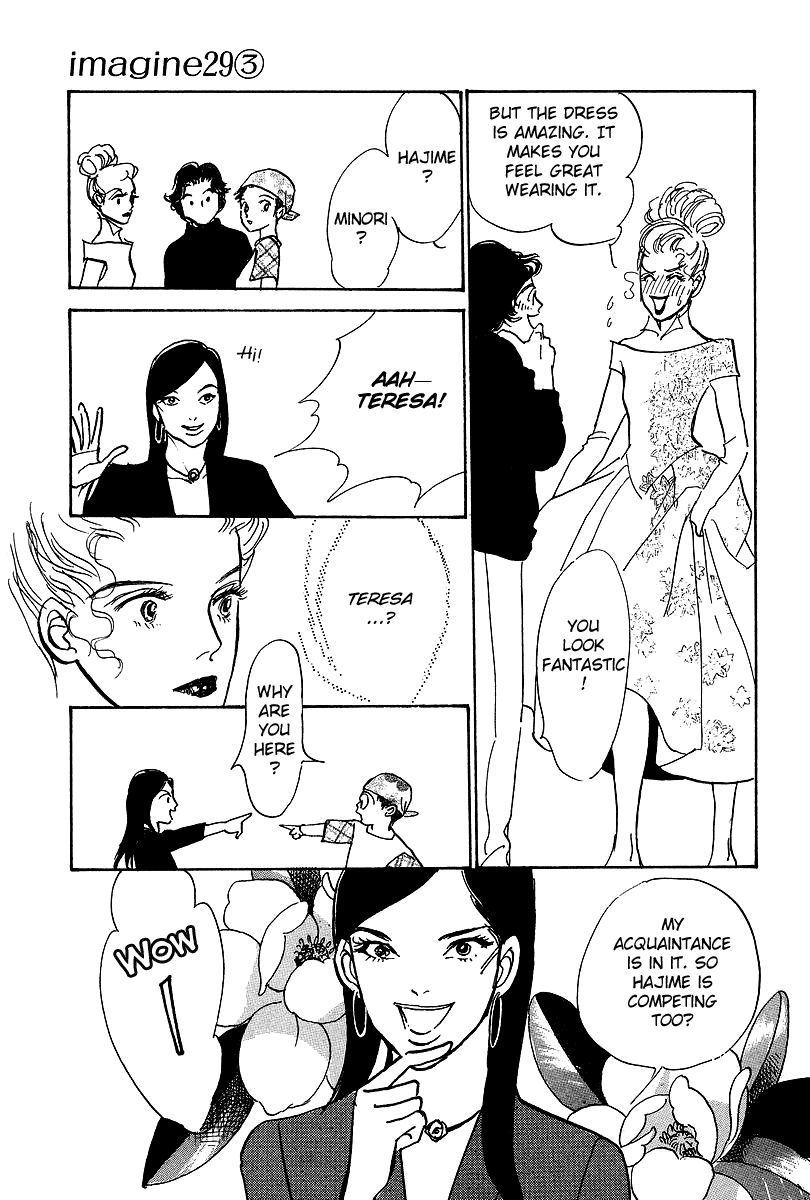 imagine29③
BUT THE DRESS
IS AMAZING. IT
MAKES YOU
FEEL GREAT
WEARING IT.
YOU
LOOK
FANTASTIC
!
HAJIME
?
MINORI
?
Hi!
AAH—
TERESA!
TERESA
...?
WHY
ARE
YOU
HERE
?
MY
ACQUAINTANCE
IS IN IT. SO
HAJIME IS
COMPETING
TOO?
WOW